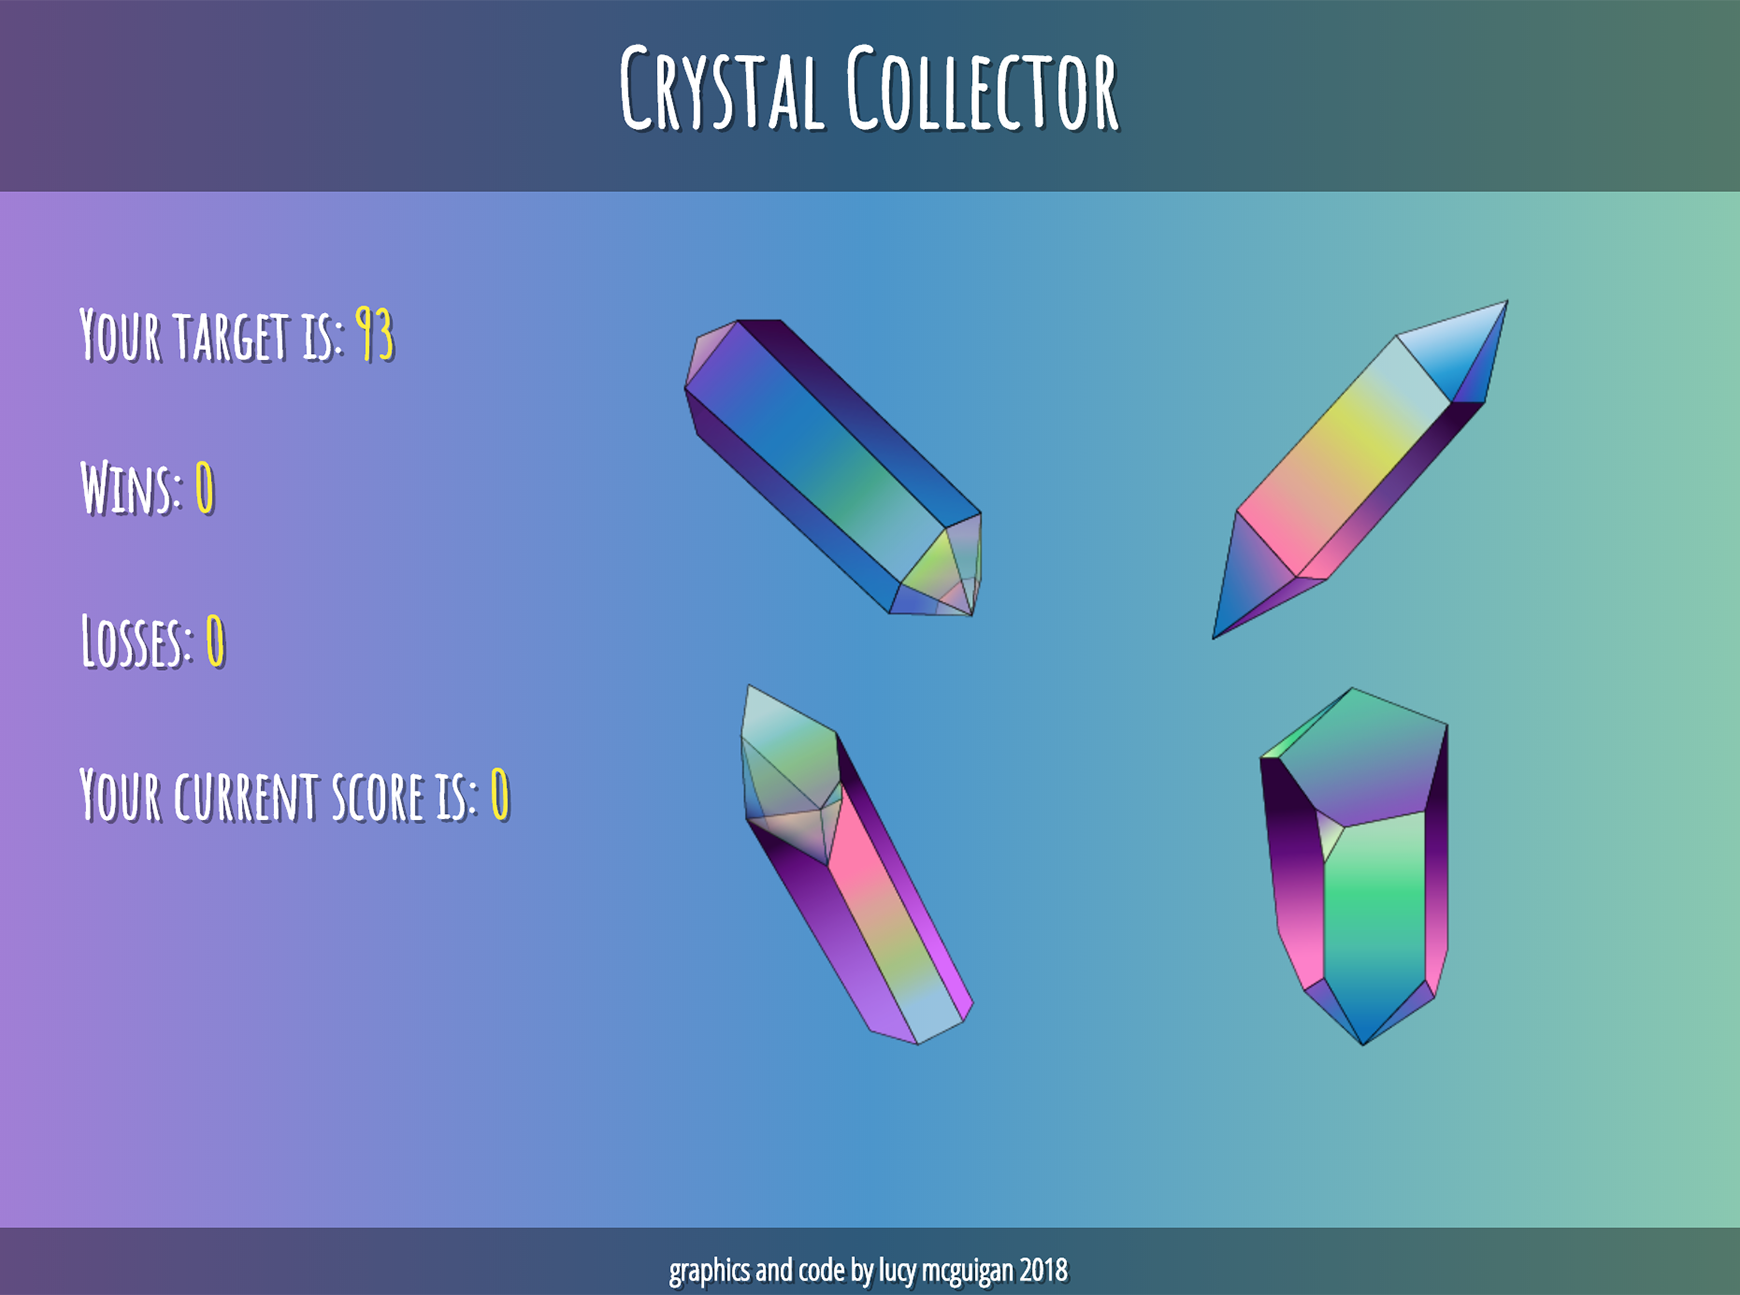 Crystal Collector
Your target is: 93
Wins: 0
Losses: 0
Your current score is: 0
graphics and code by lucy mcguigan 2018